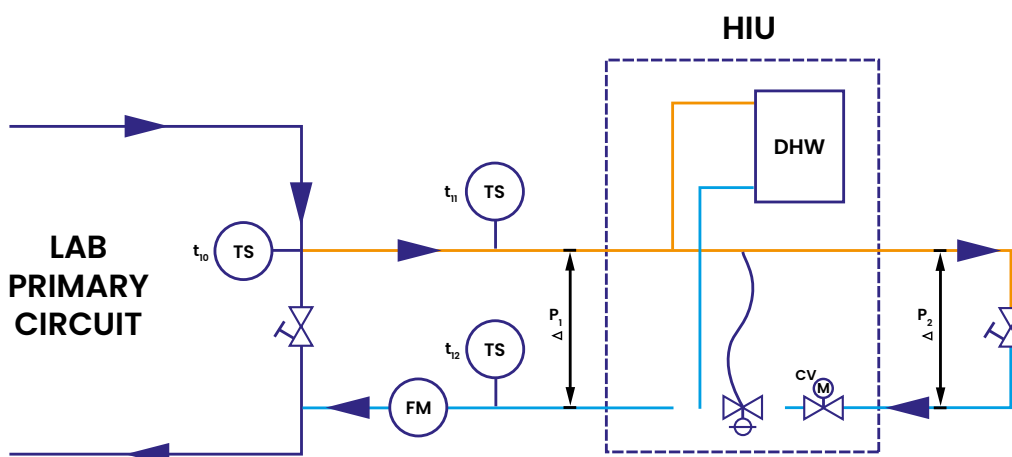 HIU
DHW
t₁₁ TS
t₁₀ TS
LAB
PRIMARY
CIRCUIT
P₁
Δ
P₂
Δ
t₁₂ TS
CV
M
FM